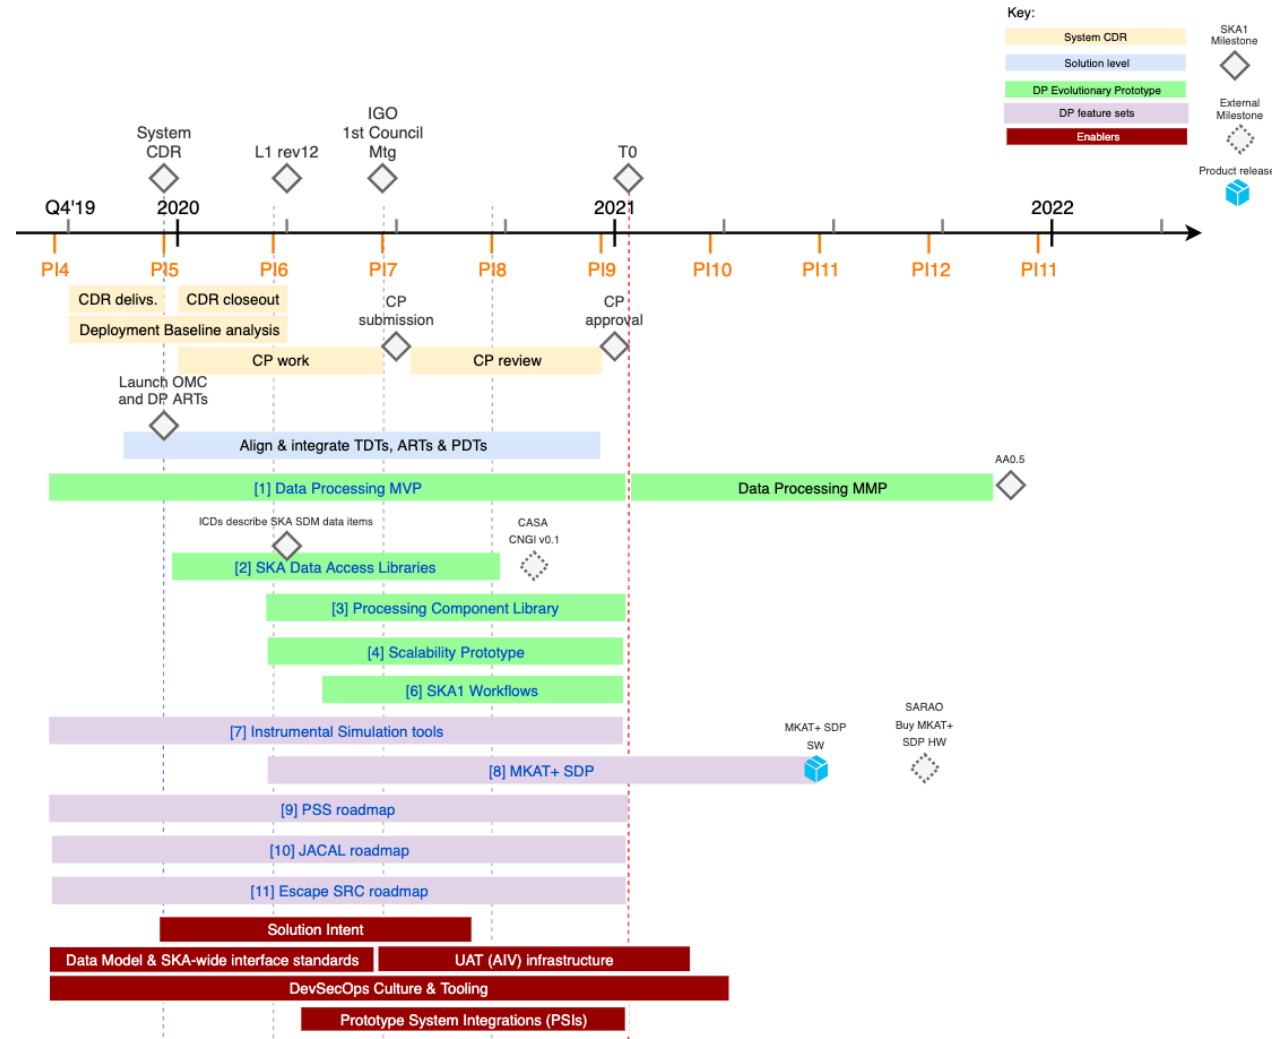 Key:
System CDR
Solution level
DP Evolutionary Prototype
DP feature sets
Enablers
SKA1
Milestone
External
Milestone
Product release
System
CDR
L1 rev12
IGO
1st Council
Mtg
T0
Q4'19
2020
2021
2022
PI4
PI5
PI6
PI7
PI8
PI9
PI10
PI11
PI12
PI11
CDR delivs.
CDR closeout
Deployment Baseline analysis
CP
submission
CP
approval
CP work
CP review
Launch OMC
and DP ARTs
Align & integrate TDTs, ARTs & PDTs
[1] Data Processing MVP
Data Processing MMP
AA0.5
ICDs describe SKA SDM data items
CASA
CNGI v0.1
[2] SKA Data Access Libraries
[3] Processing Component Library
[4] Scalability Prototype
[6] SKA1 Workflows
[7] Instrumental Simulation tools
MKAT+ SDP
SW
SARAO
Buy MKAT+
SDP HW
[8] MKAT+ SDP
[9] PSS roadmap
[10] JACAL roadmap
[11] Escape SRC roadmap
Solution Intent
Data Model & SKA-wide interface standards
UAT (AIV) infrastructure
DevSecOps Culture & Tooling
Prototype System Integrations (PSIs)